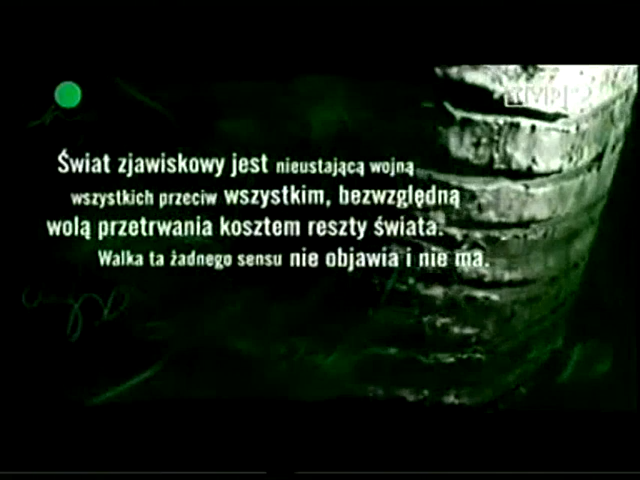 Świat zjawiskowy jest nieustającą wojną
wszystkich przeciw wszystkim, bezwzględną
wolą przetrwania kosztem reszty świata.
Walka ta żadnego sensu nie objawia i nie ma.